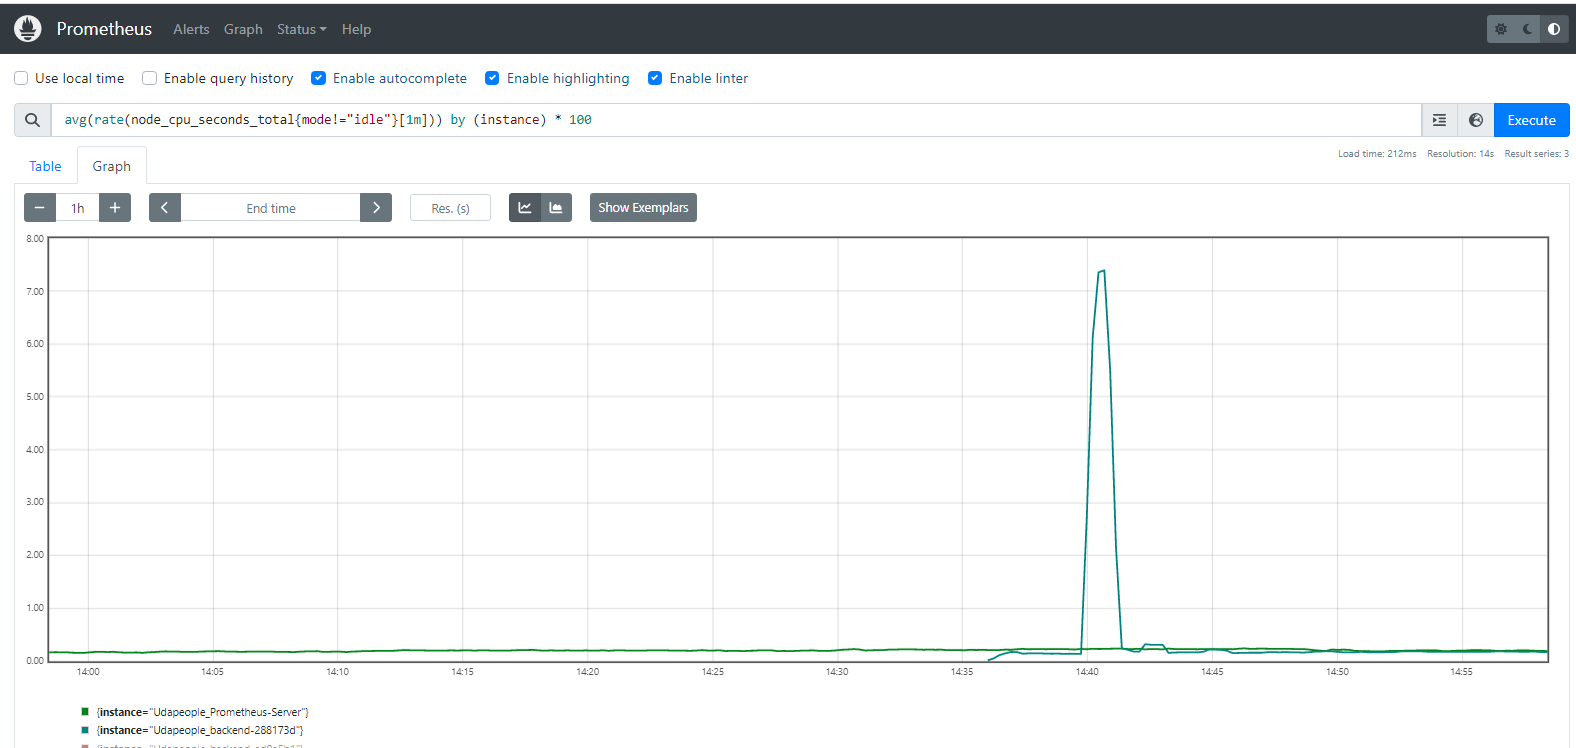 Prometheus Alerts Graph Status Help
Use local time Enable query history Enable autocomplete Enable highlighting Enable linter
avg(rate(node_cpu_seconds_total{mode!="idle"}[1m])) by (instance) * 100 Execute
Load time: 212ms Resolution: 14s Result series: 3
Table Graph
1h End time Res. (s) Show Exemplars
8.00
7.00
6.00
5.00
4.00
3.00
2.00
1.00
0.00
14:00 14:05 14:10 14:15 14:20 14:25 14:30 14:35 14:40 14:45 14:50 14:55
{instance="Udapeople_Prometheus-Server"}
{instance="Udapeople_backend-288173d"}